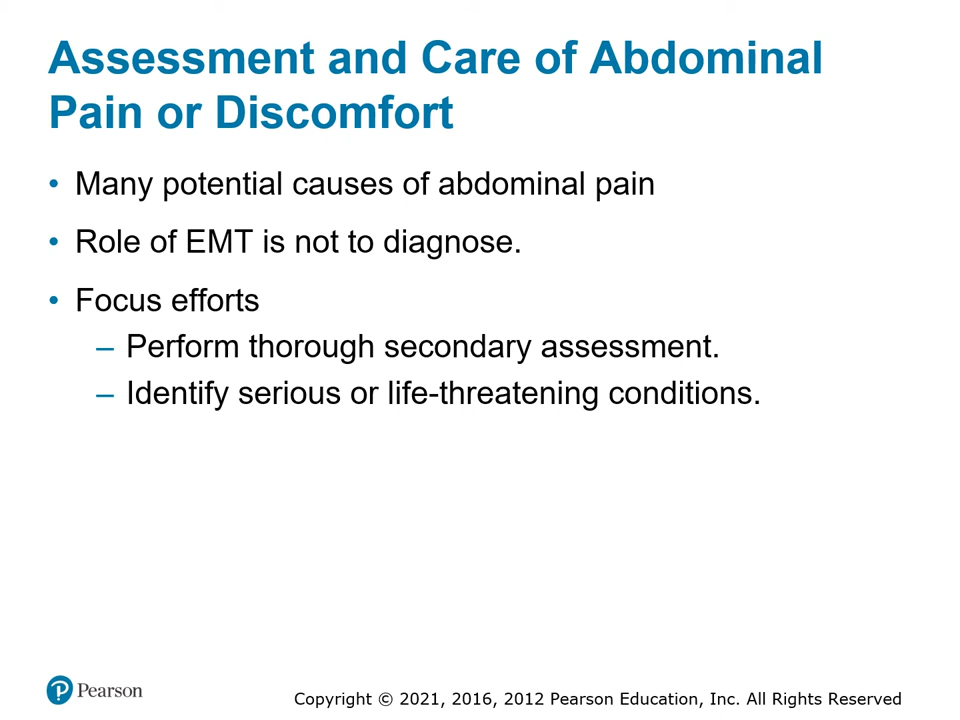 Assessment and Care of Abdominal
Pain or Discomfort
• Many potential causes of abdominal pain
• Role of EMT is not to diagnose.
• Focus efforts
– Perform thorough secondary assessment.
– Identify serious or life-threatening conditions.
Pearson
Copyright © 2021, 2016, 2012 Pearson Education, Inc. All Rights Reserved